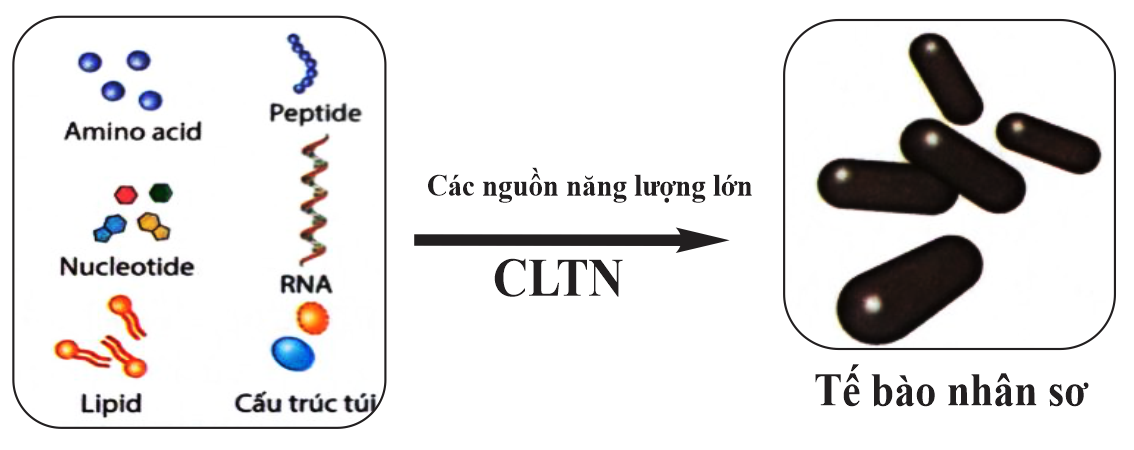 Amino acid
Peptide
Nucleotide
RNA
Lipid
Cấu trúc túi
Các nguồn năng lượng lớn
CLTN
Tế bào nhân sơ